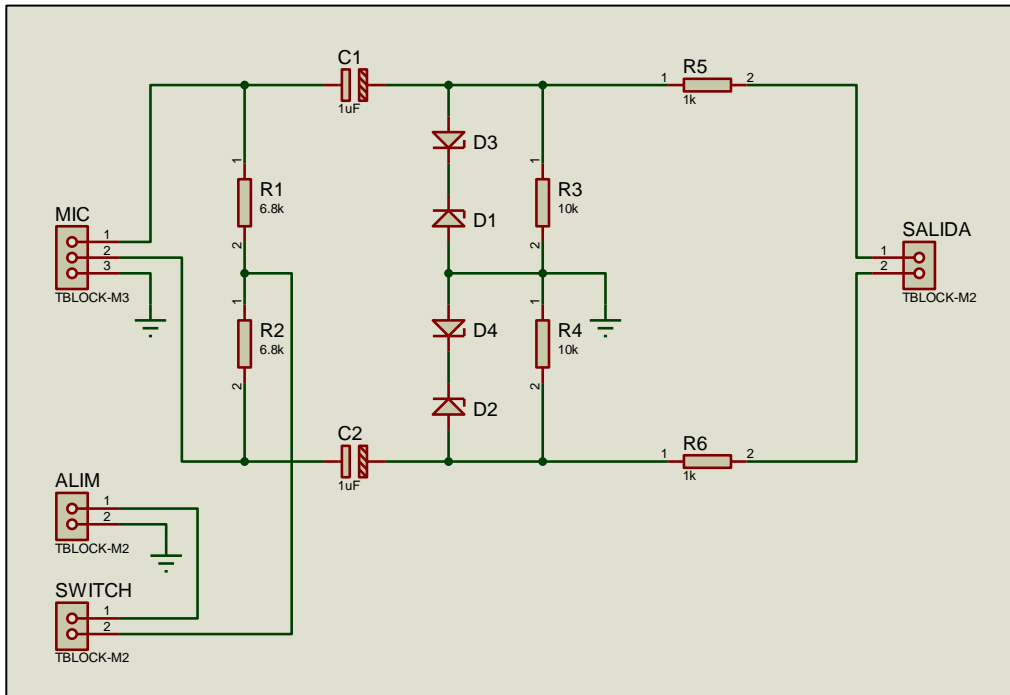 C1
1uF
R5
1
2
1k
D3
1
R1
6.8k
2
1
R3
10k
2
D1
MIC
1
2
3
TBLOCK-M3
SALIDA
1
2
TBLOCK-M2
1
R2
6.8k
2
D4
1
R4
10k
2
D2
C2
1uF
R6
1
2
1k
ALIM
1
2
TBLOCK-M2
SWITCH
1
2
TBLOCK-M2